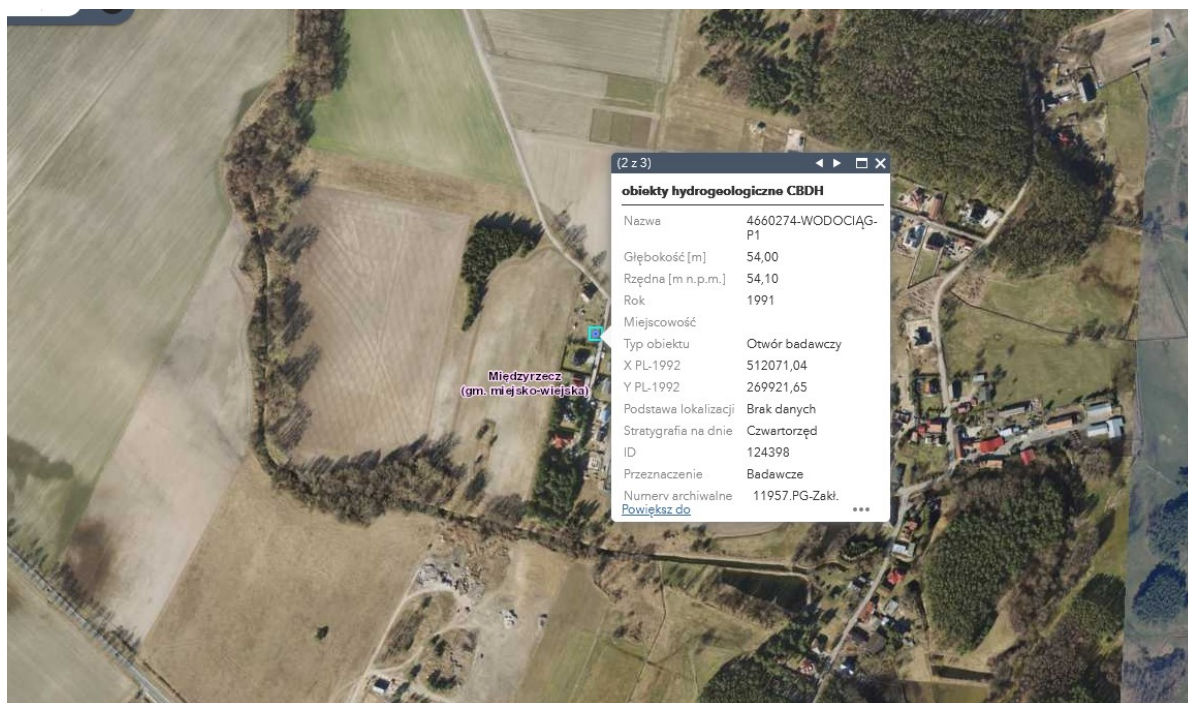 (2 z 3)
obiekty hydrogeologiczne CBDH
Nazwa 4660274-WODOCIĄG-
P1
Głębokość [m] 54,00
Rzędna [m n.p.m.] 54,10
Rok 1991
Miejscowość
Typ obiektu Otwór badawczy
X PL-1992 512071,04
Y PL-1992 269921,65
Podstawa lokalizacji Brak danych
Stratygrafia na dnie Czwartorzęd
ID 124398
Przeznaczenie Badawcze
Numery archiwalne 11957.PG-Zakł.
Powiększ do
Międzyrzecz
(gm. miejsko-wiejska)